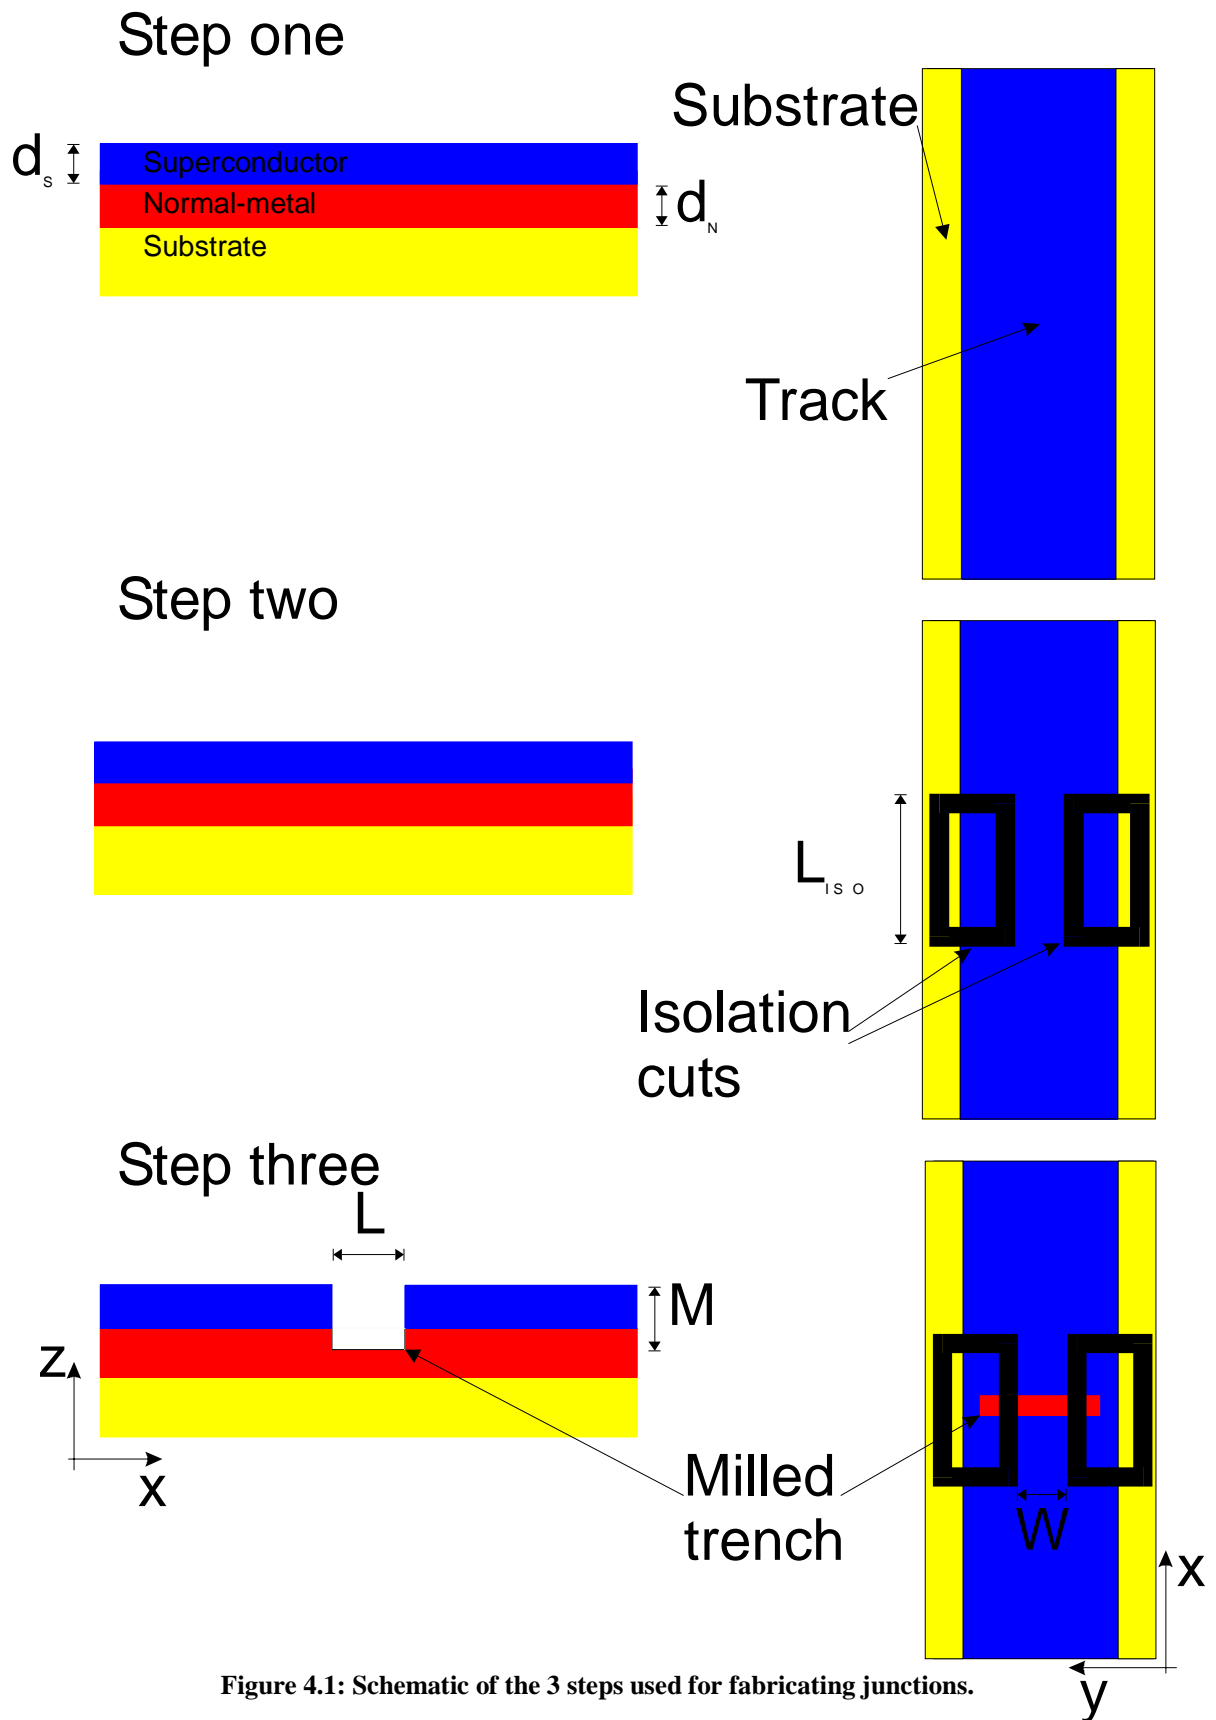 Step one
Substrate
d S
Superconductor
Normal-metal
d N
Substrate
Track
Step two
L ISO
Isolation
cuts
Step three
L
M
z
x
Milled
trench
W
x
y
Figure 4.1: Schematic of the 3 steps used for fabricating junctions.